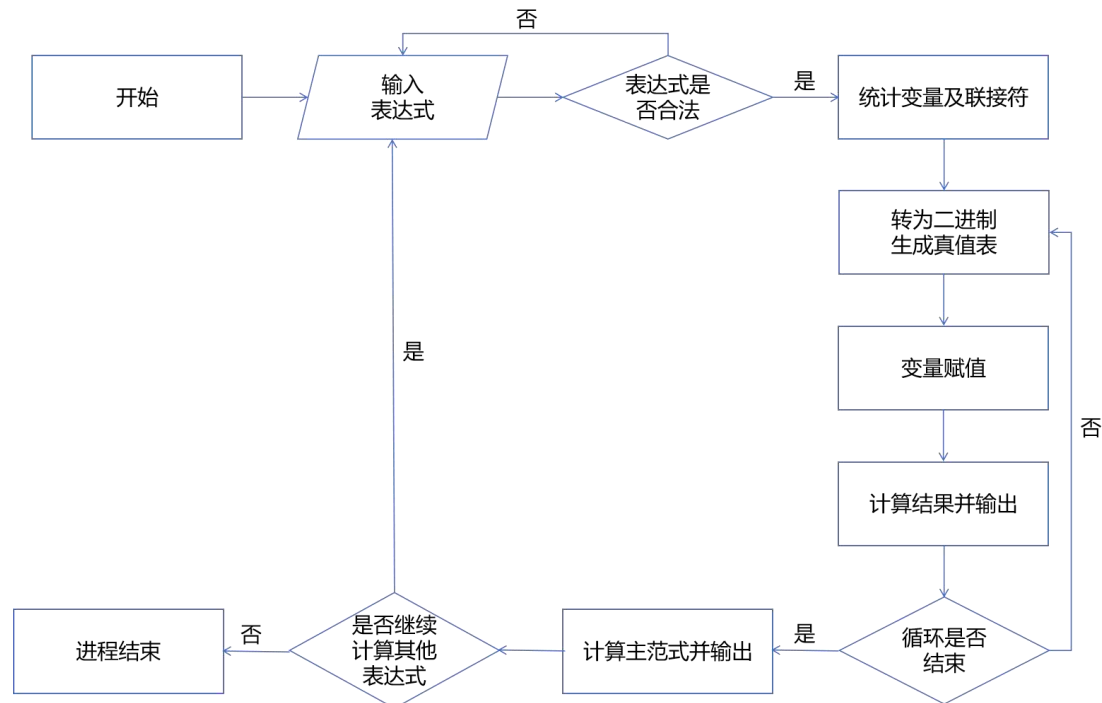 否
开始
输入
表达式
表达式是
否合法
是
统计变量及联接符
转为二进制
生成真值表
变量赋值
是
否
计算结果并输出
进程结束
否
是否继续
计算其他
表达式
计算主范式并输出
是
循环是否
结束